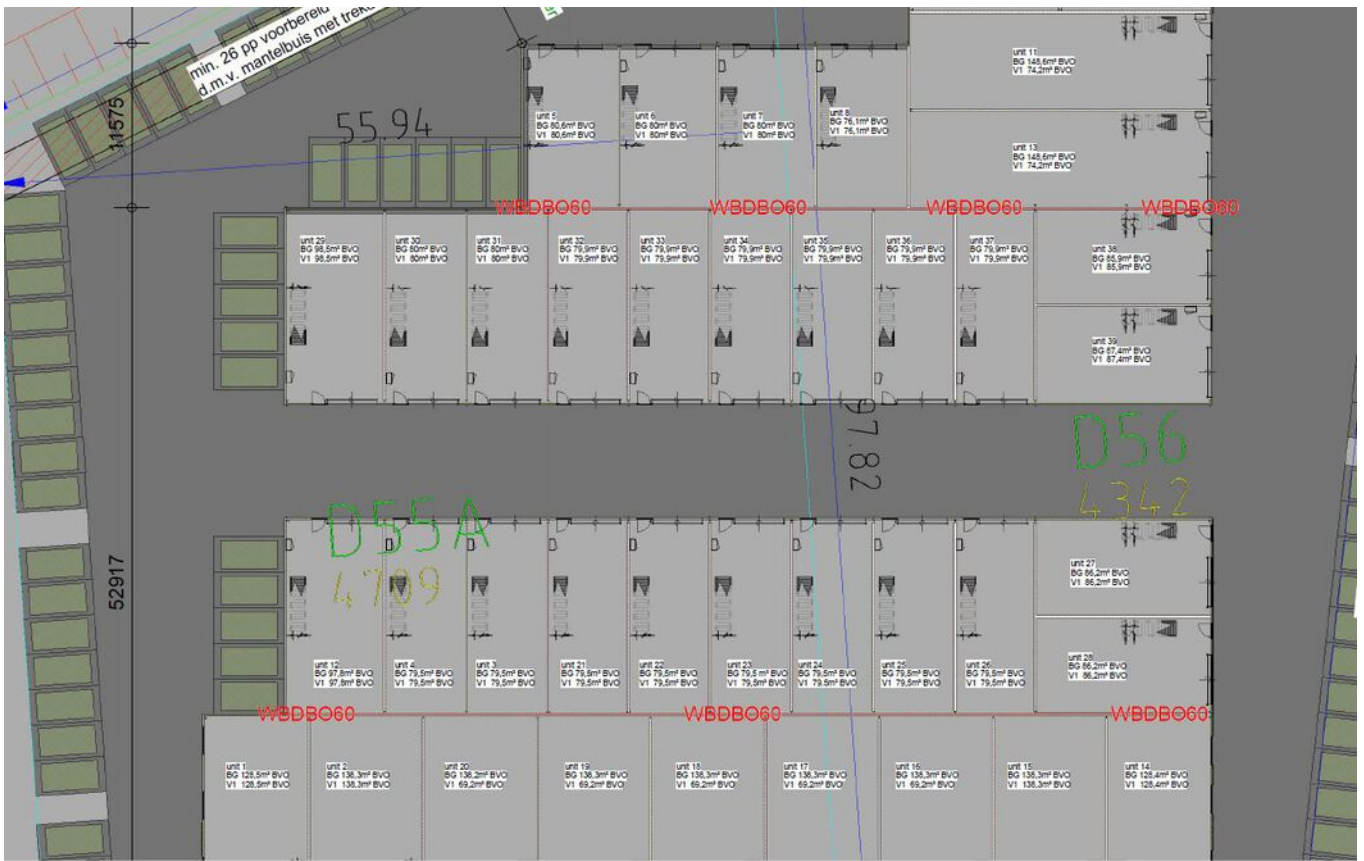 min. 26 pp voorbereid
d.m.v. mantelbuis met trek
11575
55.94
unit 5
BG 80,6m² BVO
V1 80,6m² BVO
unit 6
BG 80m² BVO
V1 80m² BVO
unit 7
BG 80m² BVO
V1 80m² BVO
unit 8
BG 76,1m² BVO
V1 76,1m² BVO
unit 11
BG 148,6m² BVO
V1 74,2m² BVO
unit 13
BG 148,6m² BVO
V1 74,2m² BVO
WBDBO60
WBDBO60
WBDBO60
WBDBO60
unit 29
BG 98,5m² BVO
V1 98,5m² BVO
unit 30
BG 80m² BVO
V1 80m² BVO
unit 31
BG 80m² BVO
V1 80m² BVO
unit 32
BG 79,9m² BVO
V1 79,9m² BVO
unit 33
BG 79,9m² BVO
V1 79,9m² BVO
unit 34
BG 79,9m² BVO
V1 79,9m² BVO
unit 35
BG 79,9m² BVO
V1 79,9m² BVO
unit 36
BG 79,9m² BVO
V1 79,9m² BVO
unit 37
BG 79,9m² BVO
V1 79,9m² BVO
unit 38
BG 85,9m² BVO
V1 85,9m² BVO
unit 39
BG 87,4m² BVO
V1 87,4m² BVO
97.82
D56
4342
D55A
4709
52917
unit 27
BG 86,2m² BVO
V1 86,2m² BVO
unit 12
BG 97,8m² BVO
V1 97,8m² BVO
unit 4
BG 79,5m² BVO
V1 79,5m² BVO
unit 3
BG 79,5m² BVO
V1 79,5m² BVO
unit 21
BG 79,5m² BVO
V1 79,5m² BVO
unit 22
BG 79,5m² BVO
V1 79,5m² BVO
unit 23
BG 79,5 m² BVO
V1 79,5m² BVO
unit 24
BG 79,5m² BVO
V1 79,5m² BVO
unit 25
BG 79,5m² BVO
V1 79,5m² BVO
unit 26
BG 79,5m² BVO
V1 79,5m² BVO
unit 28
BG 86,2m² BVO
V1 86,2m² BVO
WBDBO60
WBDBO60
WBDBO60
unit 1
BG 128,5m² BVO
V1 128,5m² BVO
unit 2
BG 138,3m² BVO
V1 138,3m² BVO
unit 20
BG 138,2m² BVO
V1 69,2m² BVO
unit 19
BG 138,3m² BVO
V1 69,2m² BVO
unit 18
BG 138,3m² BVO
V1 69,2m² BVO
unit 17
BG 138,3m² BVO
V1 69,2m² BVO
unit 16
BG 138,3m² BVO
V1 69,2m² BVO
unit 15
BG 138,3m² BVO
V1 138,3m² BVO
unit 14
BG 128,4m² BVO
V1 128,4m² BVO